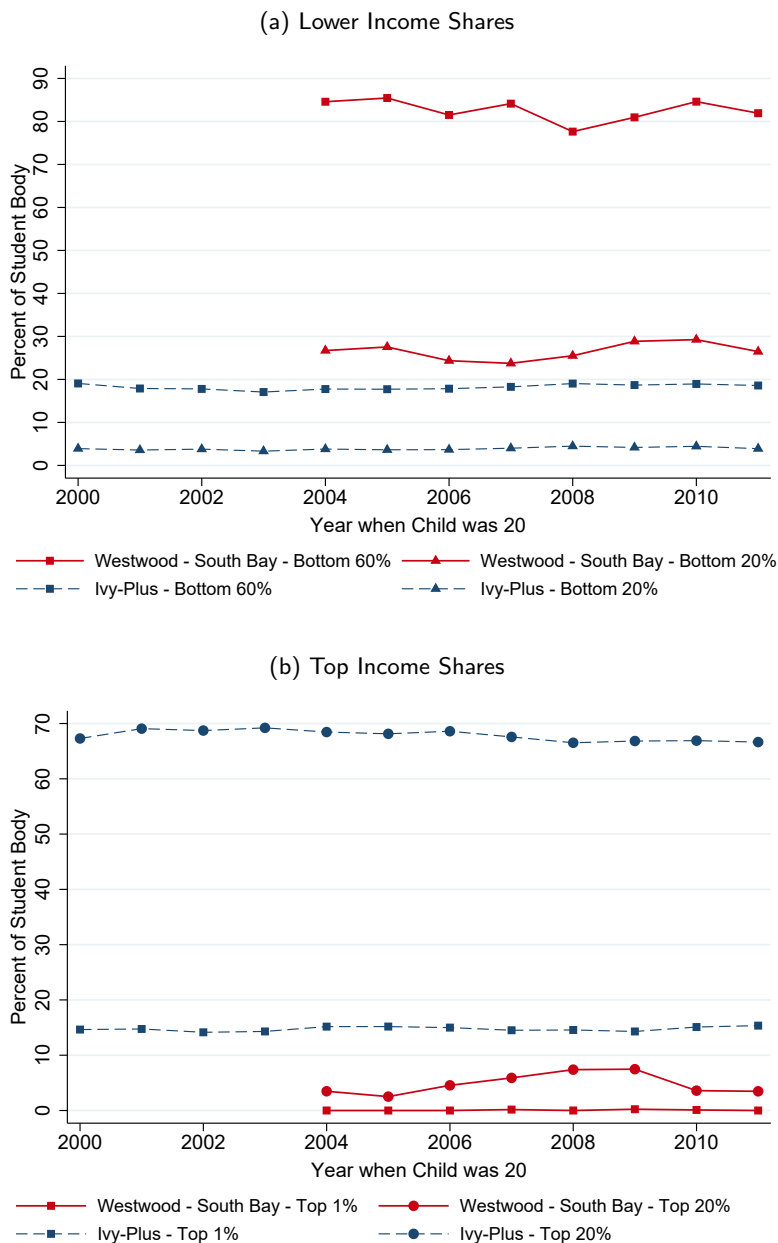 (a) Lower Income Shares
Percent of Student Body
90
80
70
60
50
40
30
20
10
0
2000 2002 2004 2006 2008 2010
Year when Child was 20
Westwood - South Bay - Bottom 60% Westwood - South Bay - Bottom 20%
Ivy-Plus - Bottom 60% Ivy-Plus - Bottom 20%
(b) Top Income Shares
Percent of Student Body
70
60
50
40
30
20
10
0
2000 2002 2004 2006 2008 2010
Year when Child was 20
Westwood - South Bay - Top 1% Westwood - South Bay - Top 20%
Ivy-Plus - Top 1% Ivy-Plus - Top 20%